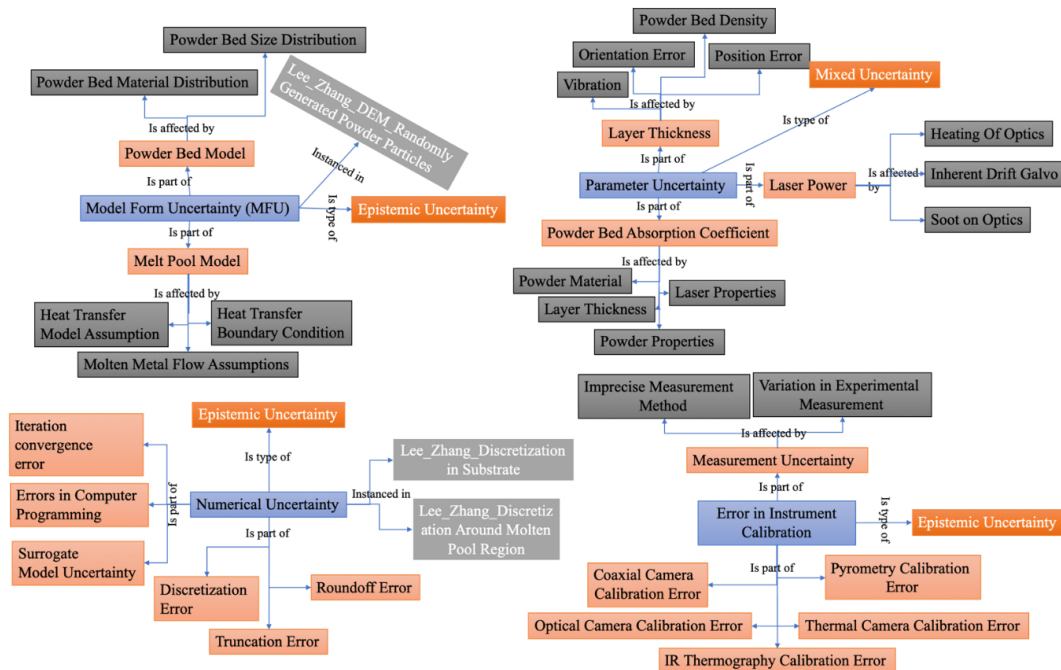 Powder Bed Size Distribution
Powder Bed Material Distribution
Is affected by
Powder Bed Model
Lee_Zhang_DEM_Randomly
Generated Powder Particles
Is part of
Instanced in
Model Form Uncertainty (MFU)
Is type of
Epistemic Uncertainty
Is part of
Melt Pool Model
Is affected by
Heat Transfer
Model Assumption
Heat Transfer
Boundary Condition
Molten Metal Flow Assumptions
Powder Bed Density
Orientation Error
Position Error
Vibration
Mixed Uncertainty
Is affected by
Layer Thickness
Is type of
Is part of
Parameter Uncertainty
Is part of
Laser Power
Is affected
by
Heating Of Optics
Inherent Drift Galvo
Soot on Optics
Is part of
Powder Bed Absorption Coefficient
Is affected by
Powder Material
Laser Properties
Layer Thickness
Powder Properties
Epistemic Uncertainty
Iteration
convergence
error
Is type of
Lee_Zhang_Discretization
in Substrate
Errors in Computer
Programming
Is part of
Numerical Uncertainty
Instanced in
Lee_Zhang_Discretiz
ation Around Molten
Pool Region
Is part of
Surrogate
Model Uncertainty
Discretization
Error
Roundoff Error
Truncation Error
Imprecise Measurement
Method
Variation in Experimental
Measurement
Is affected by
Measurement Uncertainty
Is part of
Error in Instrument
Calibration
Is type of
Epistemic Uncertainty
Is part of
Coaxial Camera
Calibration Error
Pyrometry Calibration
Error
Optical Camera Calibration Error
Thermal Camera Calibration Error
IR Thermography Calibration Error